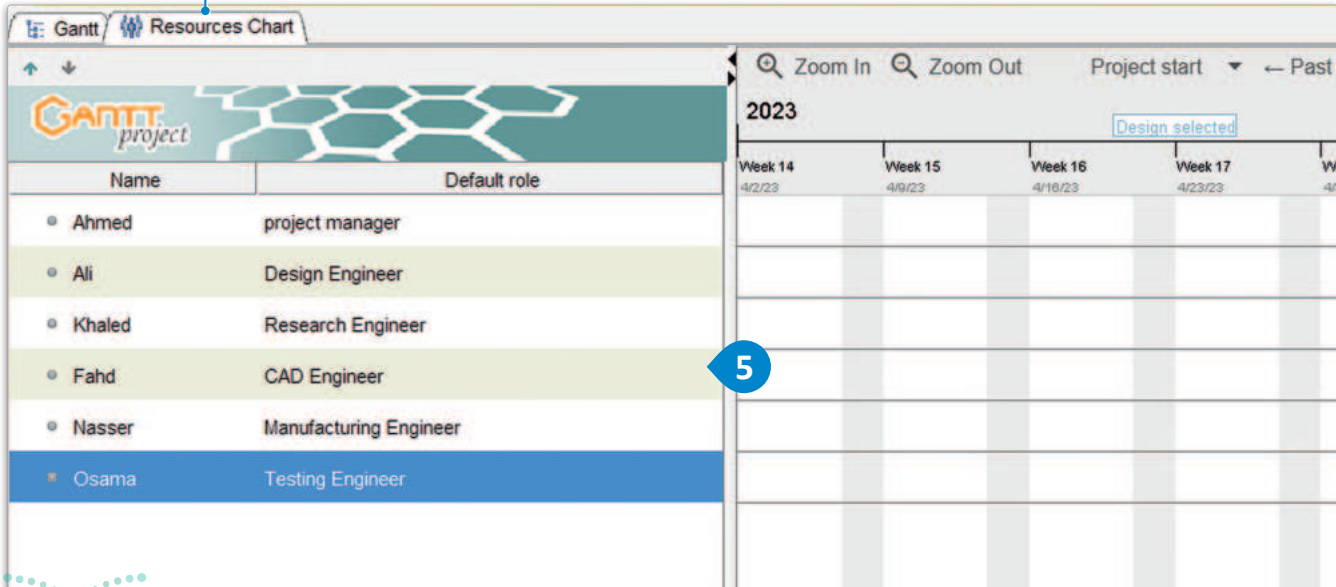 Gantt Resources Chart
Zoom In Zoom Out Project start ← Past
GANTT project
2023
Design selected
Name Default role
Week 14 Week 15 Week 16 Week 17
4/2/23 4/9/23 4/16/23 4/23/23
Ahmed project manager
Ali Design Engineer
Khaled Research Engineer
Fahd CAD Engineer
5
Nasser Manufacturing Engineer
Osama Testing Engineer